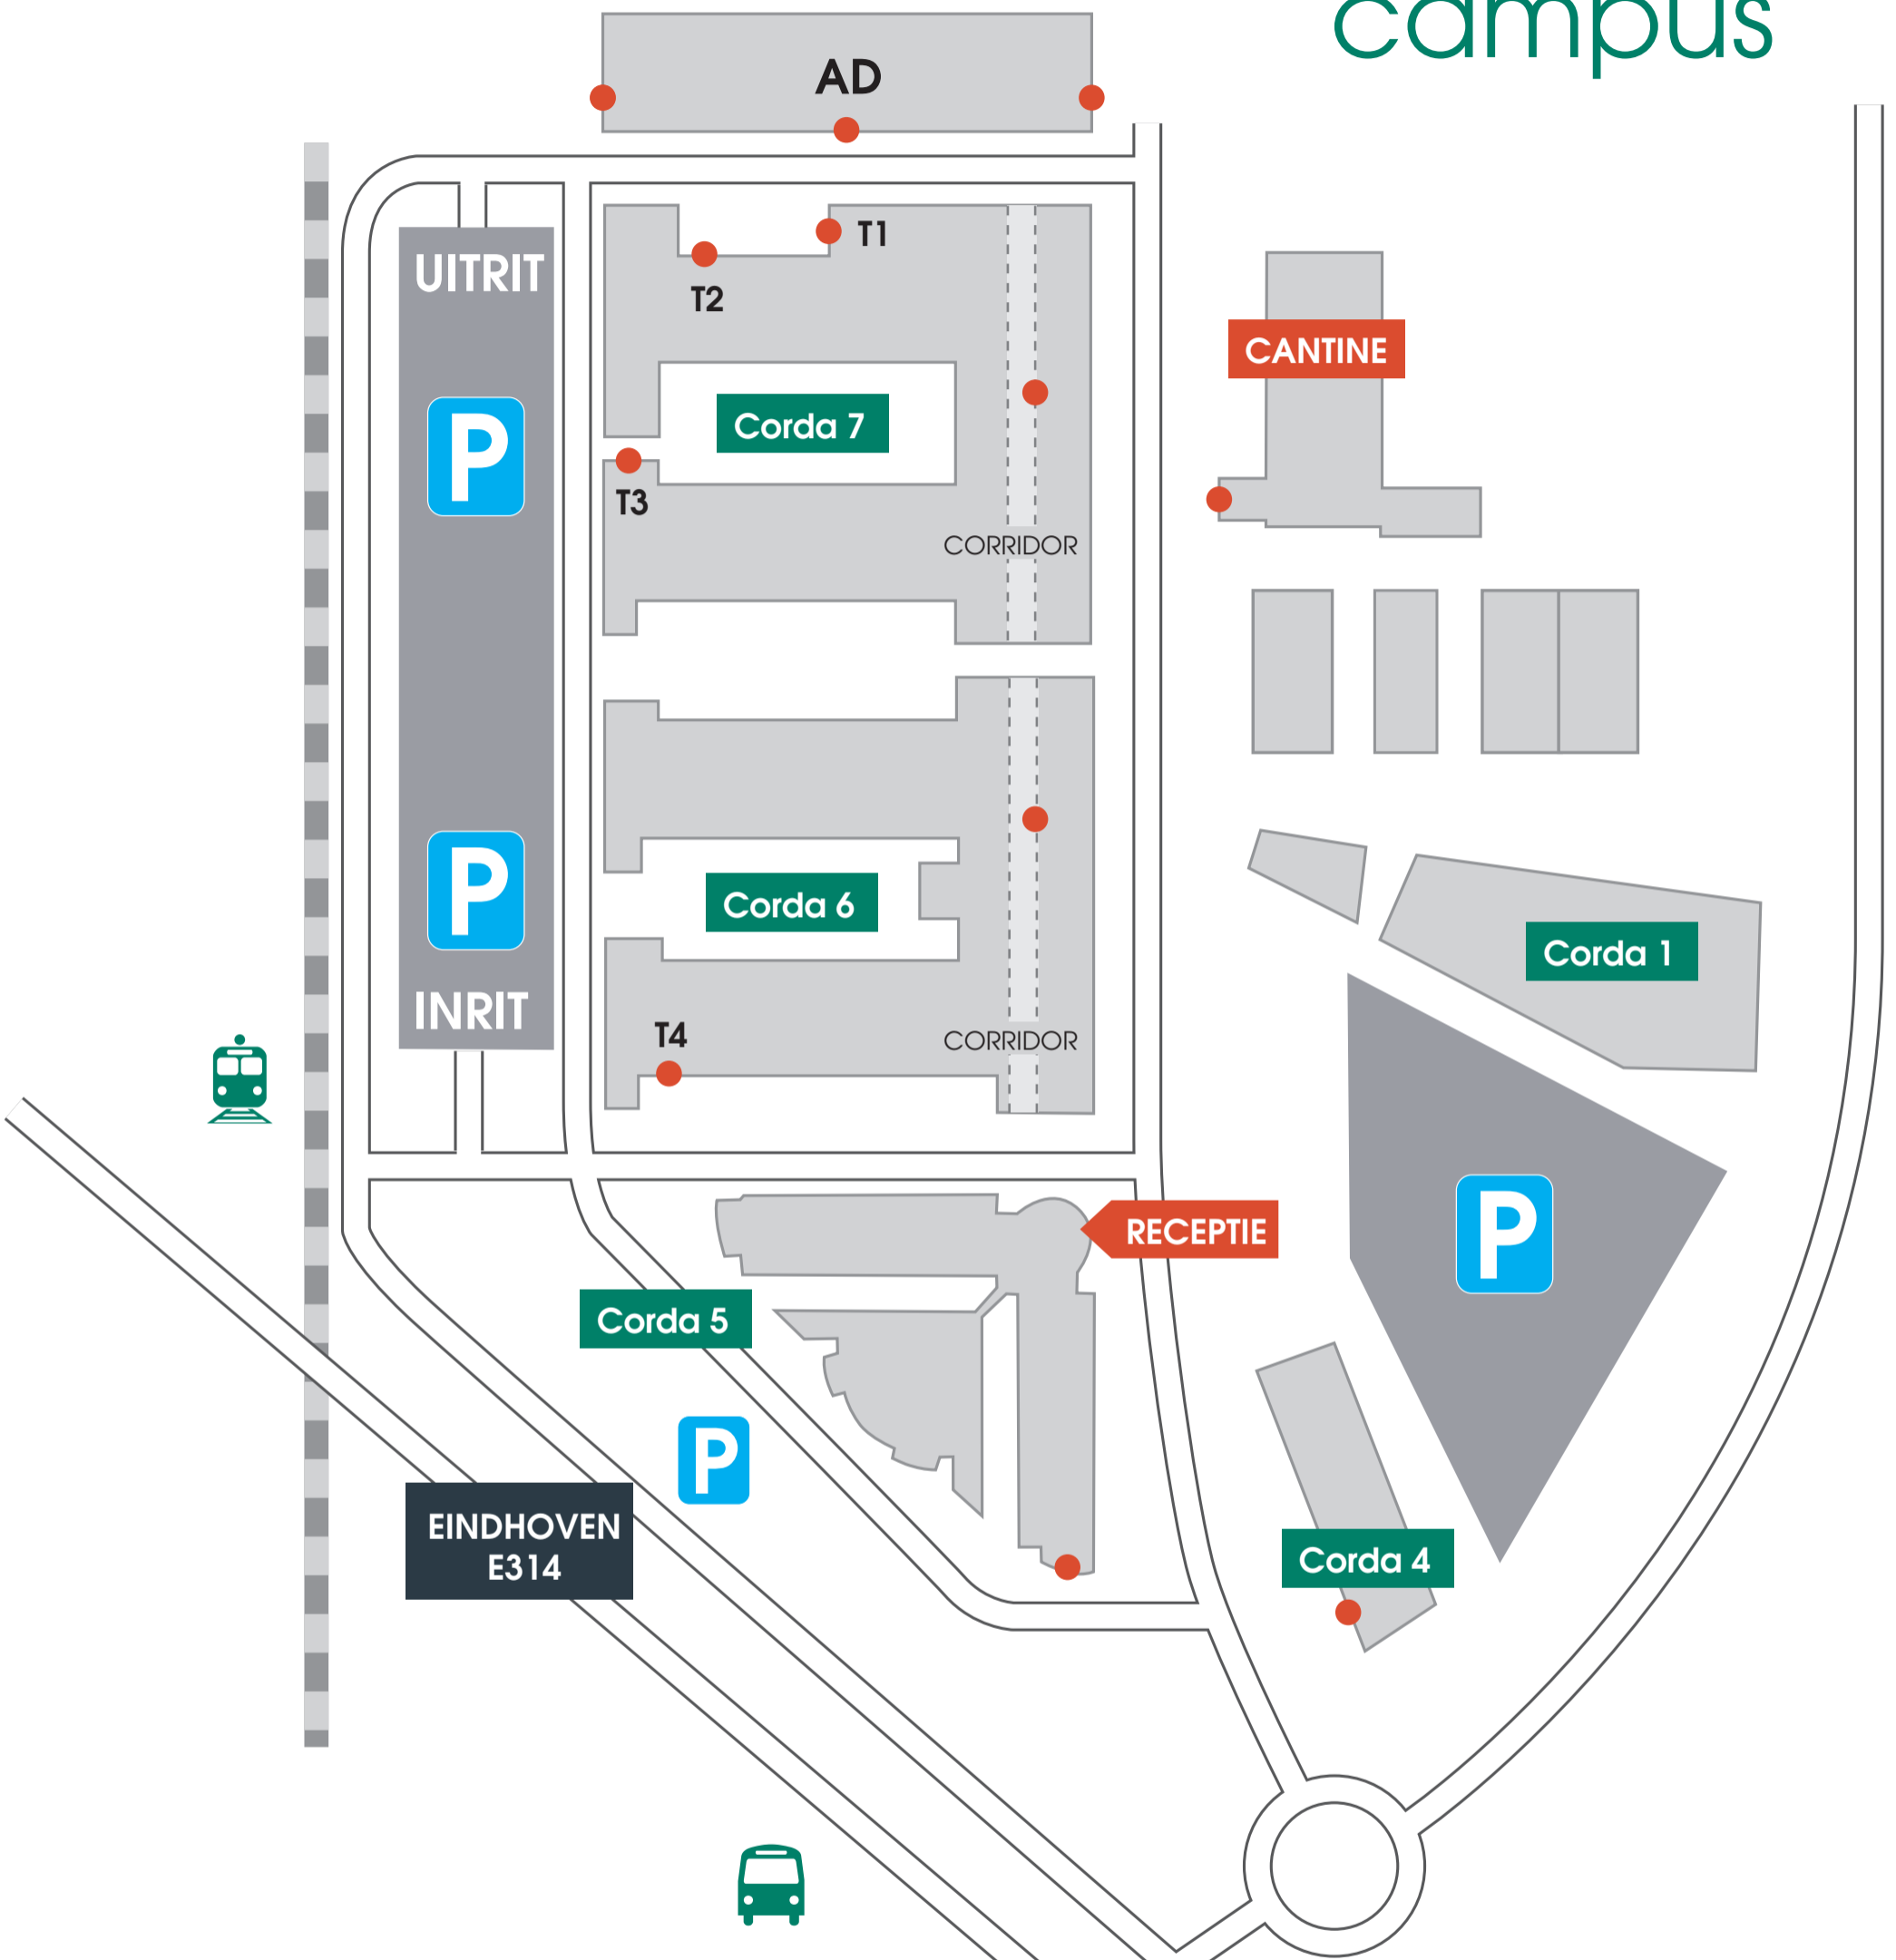 campus
AD
T1
UITRIT
T2
CANTINE
P
Corda 7
T3
CORRIDOR
P
Corda 6
Corda 1
INRIT
T4
CORRIDOR
P
RECEPTIE
Corda 5
P
EINDHOVEN
E314
Corda 4